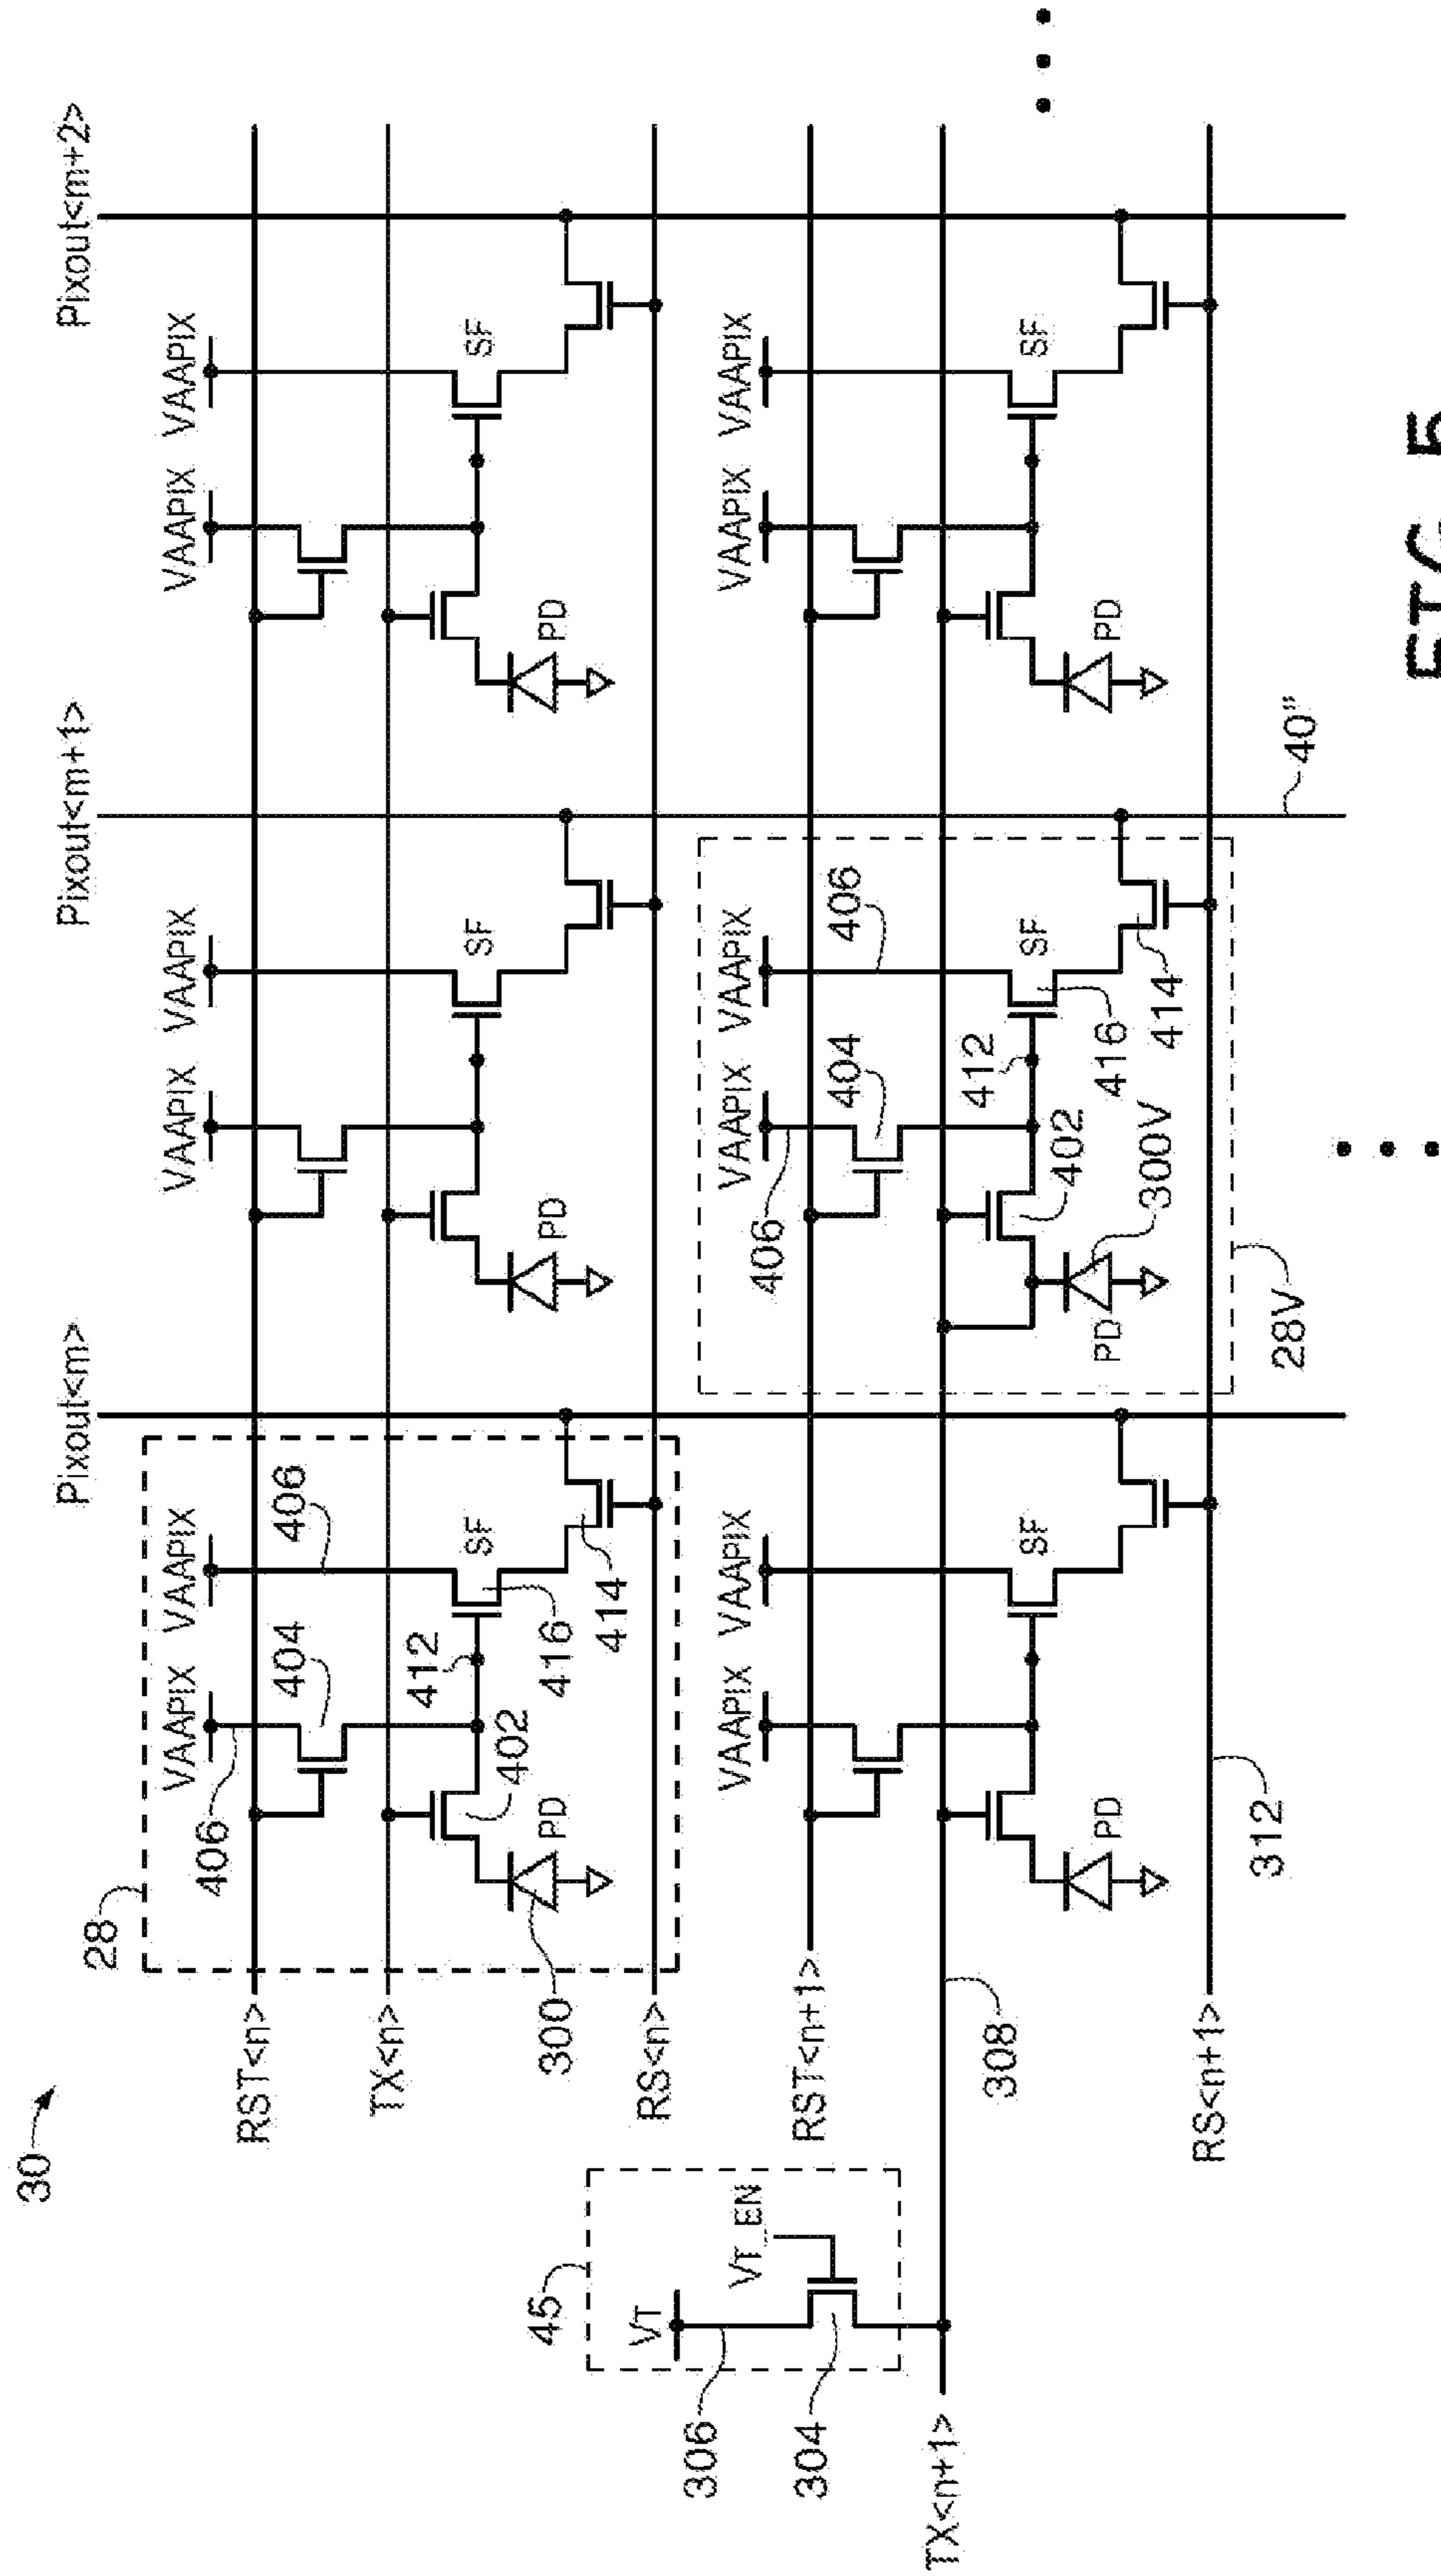 30
Pixout<m>
Pixout<m+1>
Pixout<m+2>
28
VAAPIX
VAAPIX
VAAPIX
VAAPIX
VAAPIX
VAAPIX
406
404
406
RST<n>
TX<n>
412
SF
SF
SF
402
416
414
PD
PD
PD
300
RS<n>
45
VT
VT_EN
306
304
VAAPIX
VAAPIX
VAAPIX
VAAPIX
VAAPIX
VAAPIX
406
404
406
RST<n+1>
TX<n+1>
308
412
SF
SF
SF
402
416
414
PD
PD
PD
300V
RS<n+1>
312
28V
40"
FIG. 5